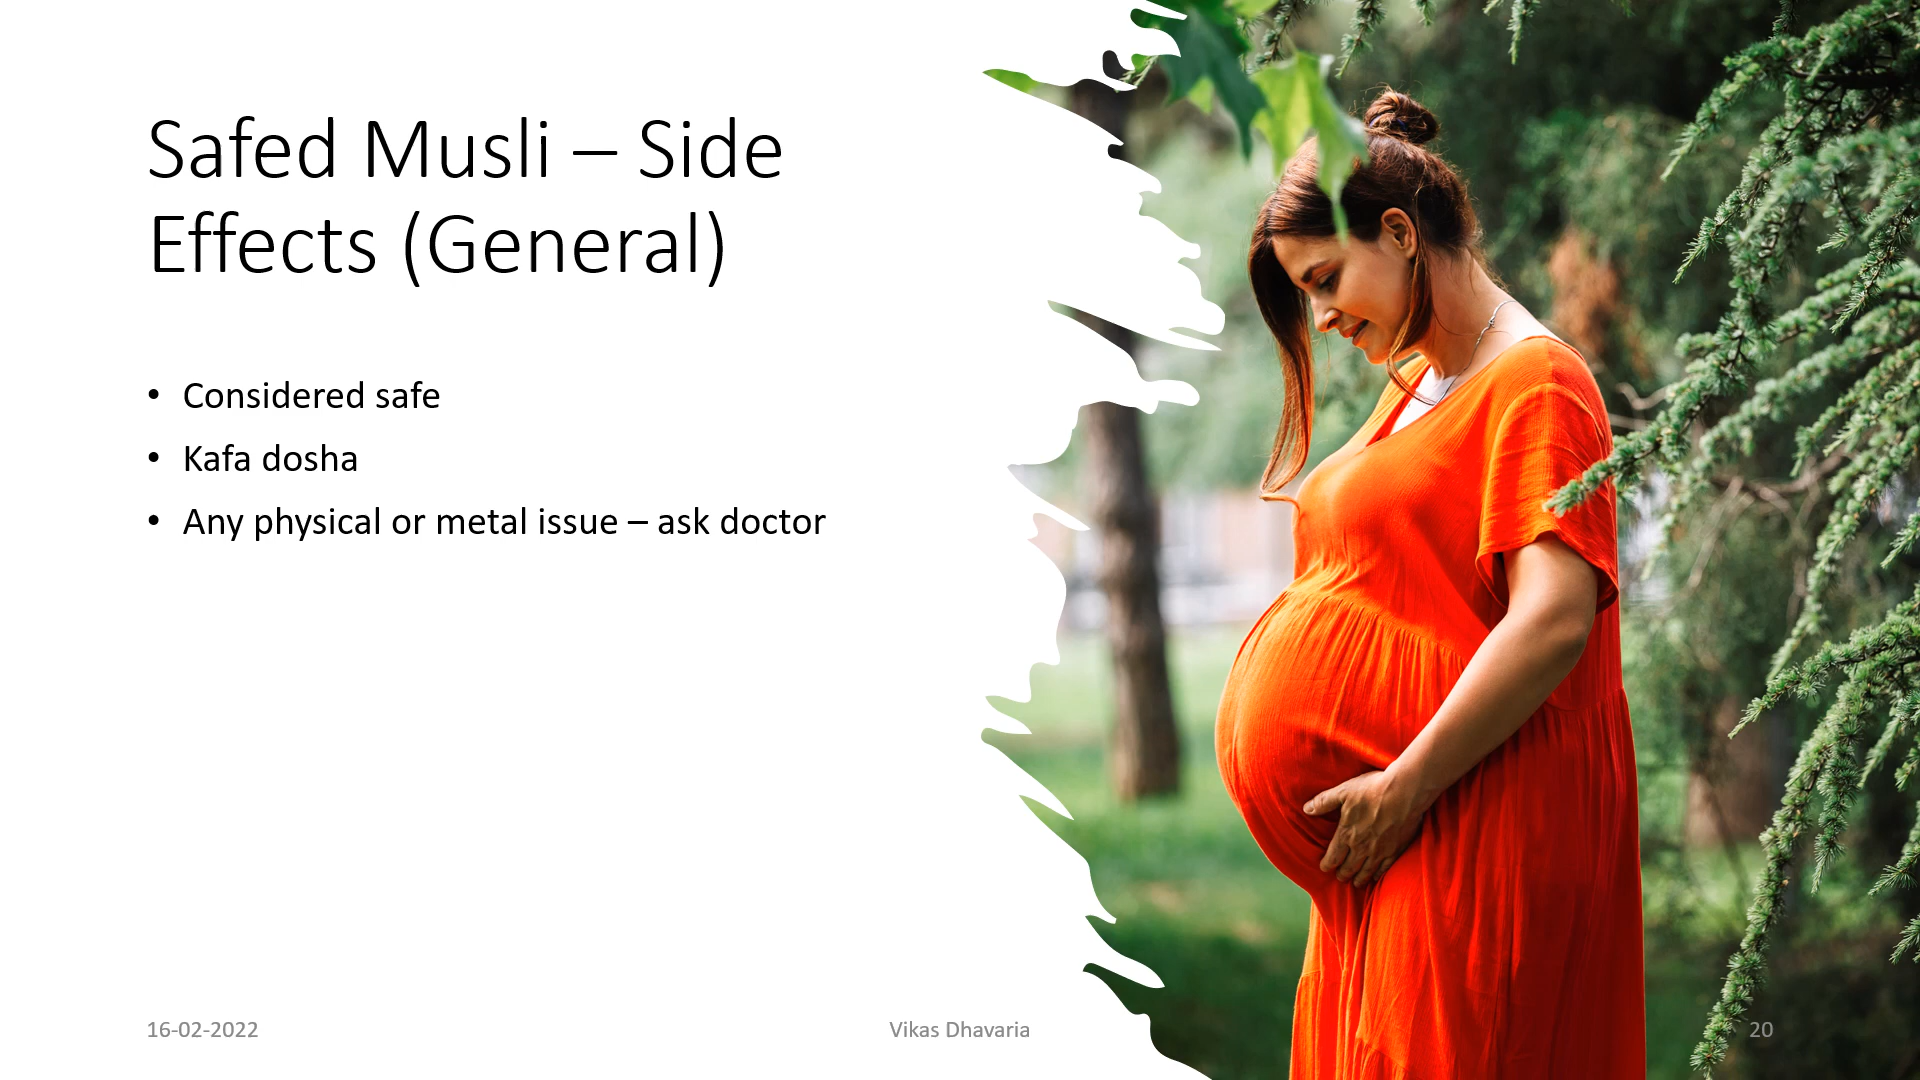 Safed Musli – Side
Effects (General)
• Considered safe
• Kafa dosha
• Any physical or metal issue – ask doctor
16-02-2022
Vikas Dhavaria
20